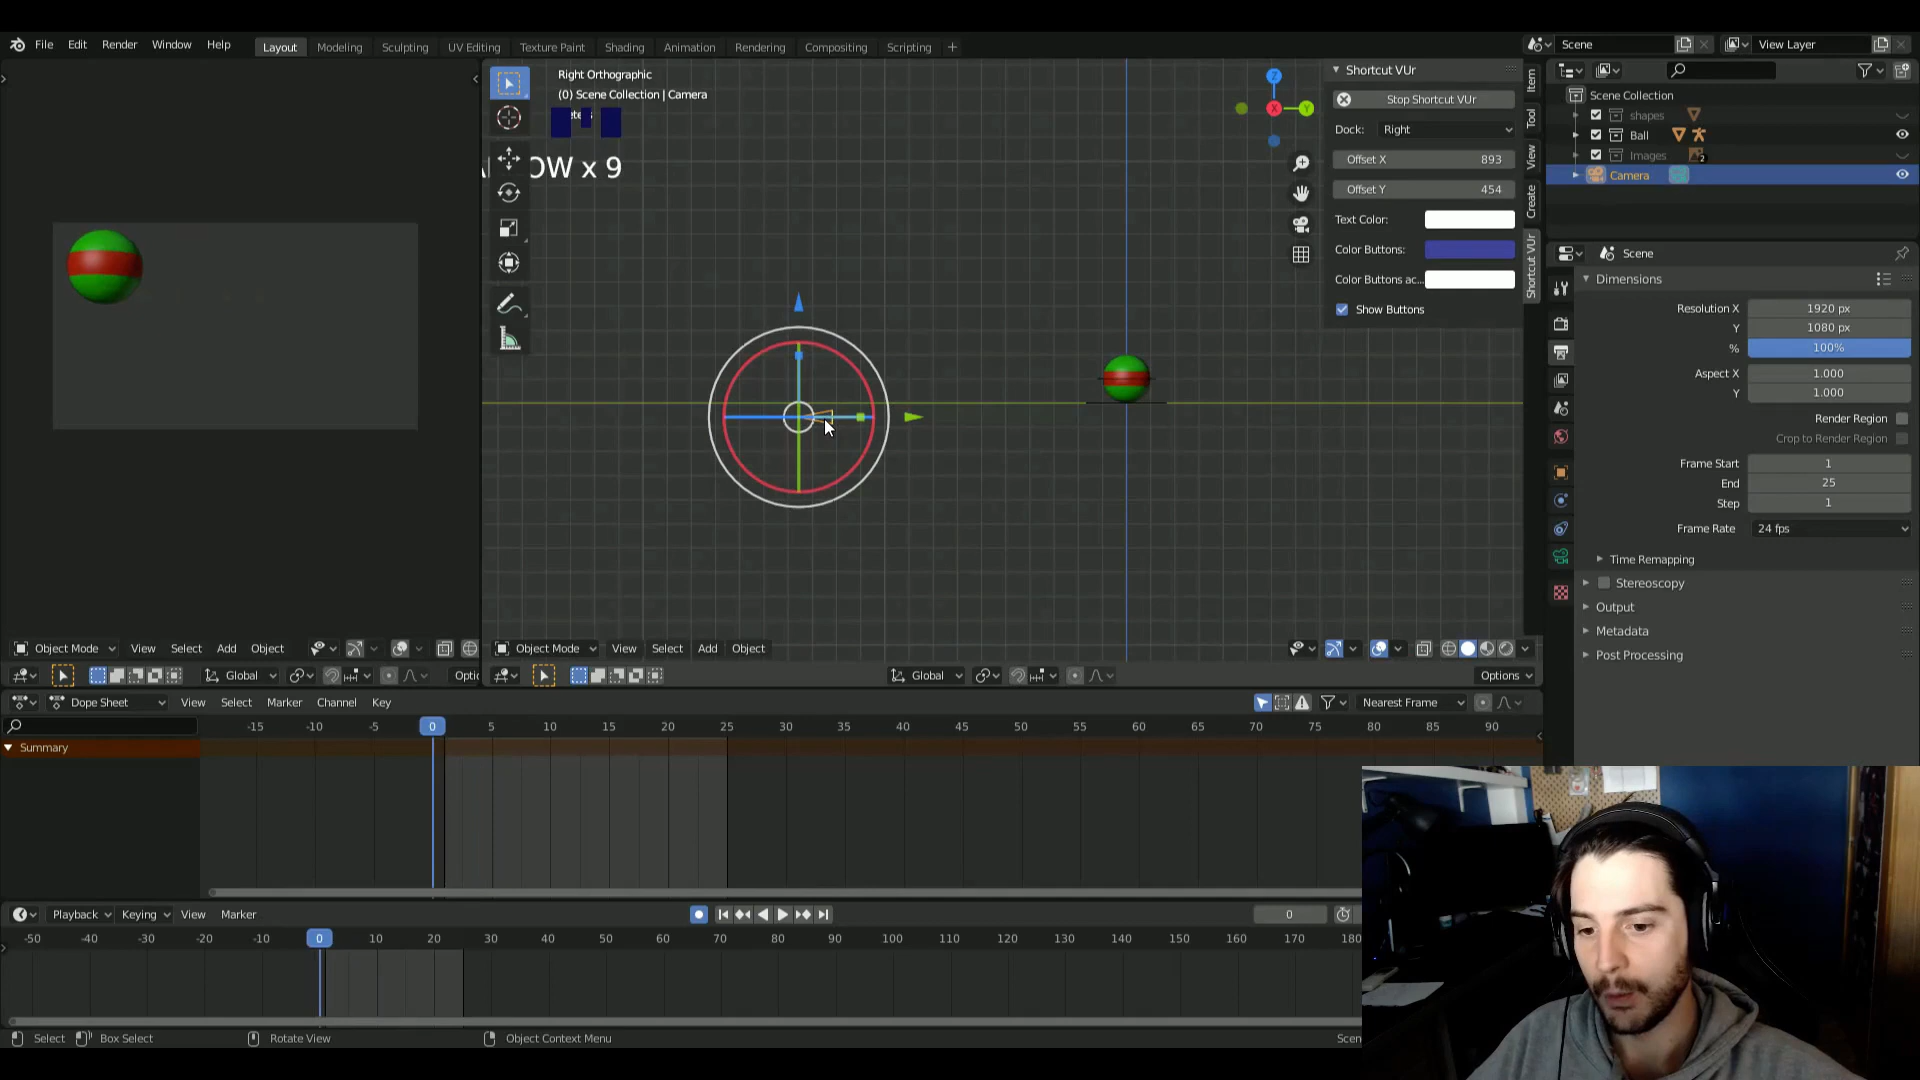 File Edit Render Window Help Layout Modeling Sculpting UV Editing Texture Paint Shading Animation Rendering Compositing Scripting + Scene View Layer
Right Orthographic
(0) Scene Collection | Camera
OW x 9
Shortcut VUr
Stop Shortcut VUr
Dock: Right
Offset X 893
Offset Y 454
Text Color:
Color Buttons:
Color Buttons ac...
Show Buttons
Item
Tool
View
Create
Shortcut VUr
Z
X
Y
Scene Collection
shapes
Ball
Images 2
Camera
Scene
Dimensions
Resolution X 1920 px
Y 1080 px
% 100%
Aspect X 1.000
Y 1.000
Render Region
Crop to Render Region
Frame Start 1
End 25
Step 1
Frame Rate 24 fps
Time Remapping
Stereoscopy
Output
Metadata
Post Processing
Object Mode View Select Add Object
Global Optic
Object Mode View Select Add Object
Global Options
Dope Sheet View Select Marker Channel Key Nearest Frame
-15 -10 -5 0 5 10 15 20 25 30 35 40 45 50 55 60 65 70 75 80 85 90
Summary
Playback Keying View Marker 0
-50 -40 -30 -20 -10 0 10 20 30 40 50 60 70 80 90 100 110 120 130 140 150 160 170 180
Select Box Select Rotate View Object Context Menu Scen